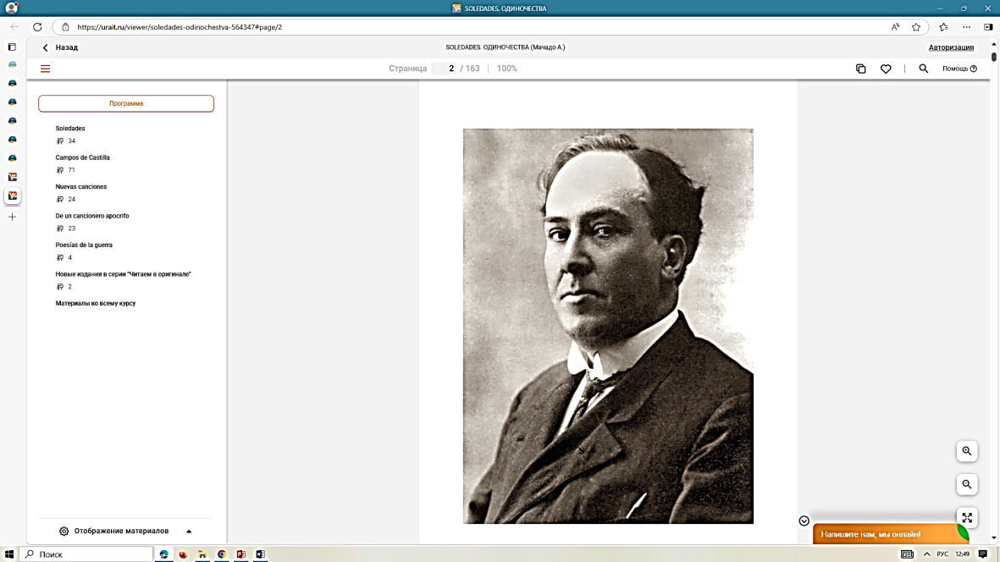 SOLEDADES. ОДИНОЧЕСТВА
https://urait.ru/viewer/soledades-odinochestva-564347#page/2
Назад
SOLEDADES. ОДИНОЧЕСТВА (Мачадо А.)
Авторизация
Страница 2 / 163 | 100%
Помощь
Программа
Soledades
34
Campos de Castilla
71
Nuevas canciones
24
De un cancionero apocrifo
23
Poesías de la guerra
4
Новые издания в серии "Читаем в оригинале"
2
Материалы ко всему курсу
Отображение материалов
Напишите нам, мы онлайн!
Поиск
РУС 12:49